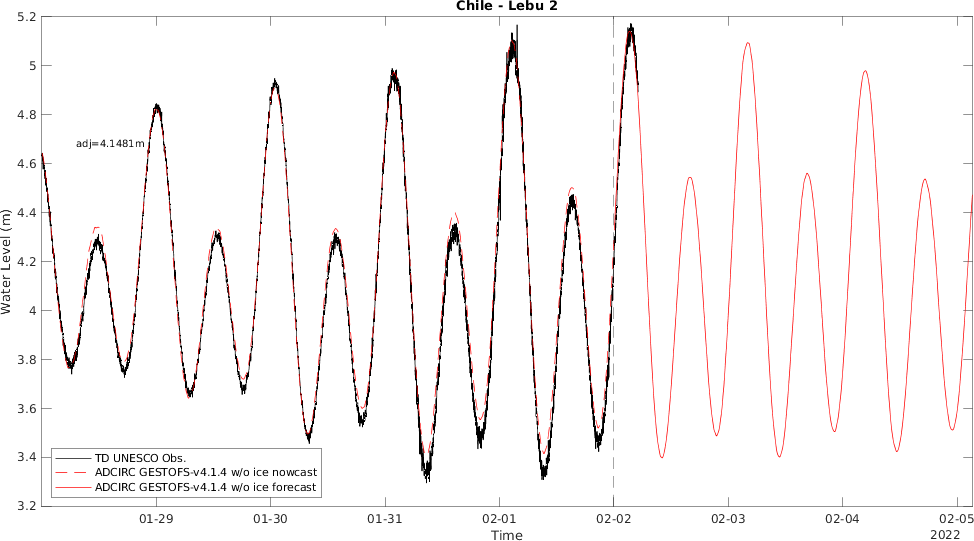 Chile - Lebu 2
5.2
5
4.8
4.6
4.4
4.2
4
3.8
3.6
3.4
3.2
Water Level (m)
adj=4.1481m
TD UNESCO Obs.
ADCIRC GESTOFS-v4.1.4 w/o ice nowcast
ADCIRC GESTOFS-v4.1.4 w/o ice forecast
01-29 01-30 01-31 02-01 02-02 02-03 02-04 02-05
Time
2022